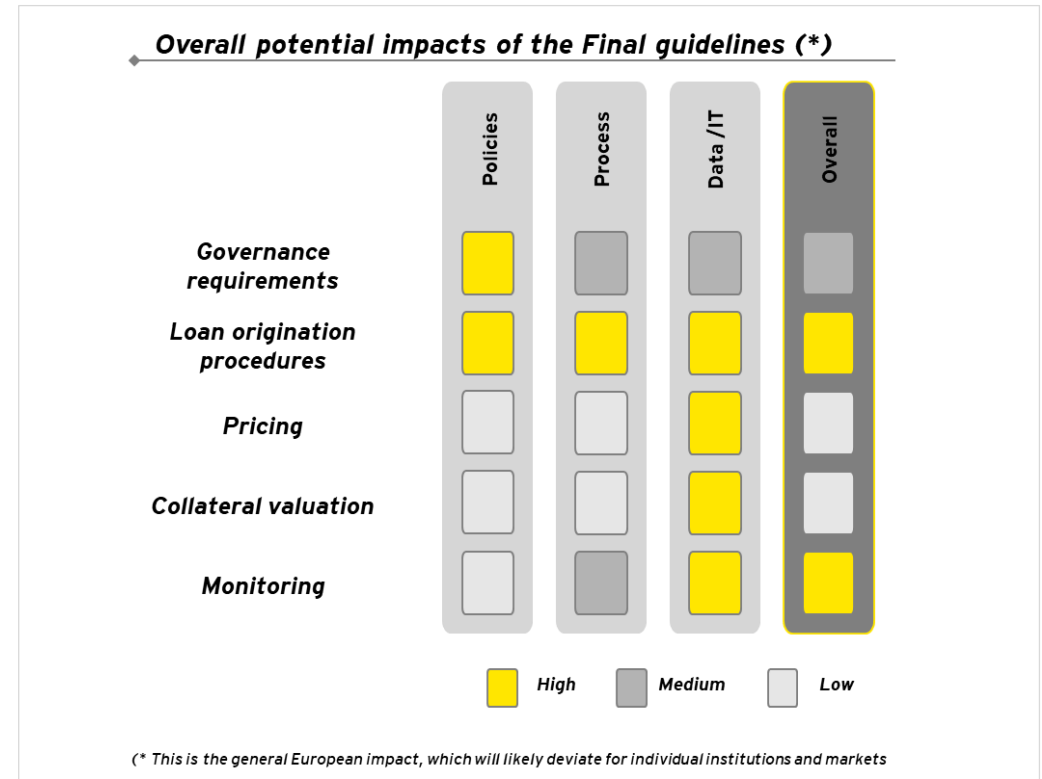 Overall potential impacts of the Final guidelines (*)
Policies
Process
Data /IT
Overall
Governance
requirements
Loan origination
procedures
Pricing
Collateral valuation
Monitoring
High
Medium
Low
(* This is the general European impact, which will likely deviate for individual institutions and markets